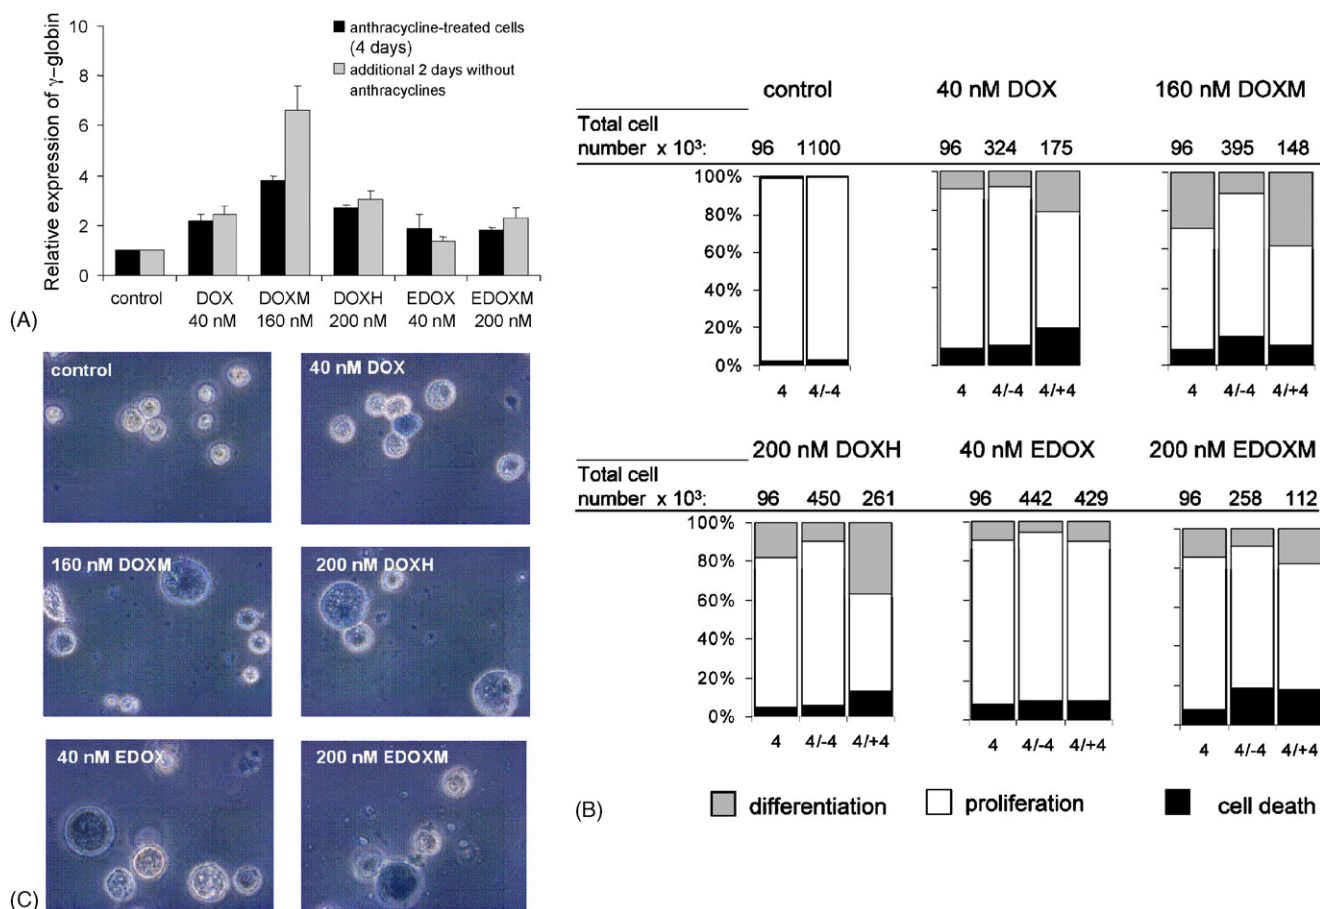 Relative expression of γ–globin
10
8
6
4
2
0
anthracycline-treated cells
(4 days)
additional 2 days without
anthracyclines
control DOX DOXM DOXH EDOX EDOXM
40 nM 160 nM 200 nM 40 nM 200 nM
(A)
control 40 nM DOX 160 nM DOXM
Total cell
number x 10³: 96 1100 96 324 175 96 395 148
100%
80%
60%
40%
20%
0%
4 4/-4 4 4/-4 4/+4 4 4/-4 4/+4
200 nM DOXH 40 nM EDOX 200 nM EDOXM
Total cell
number x 10³: 96 450 261 96 442 429 96 258 112
100%
80%
60%
40%
20%
0%
4 4/-4 4/+4 4 4/-4 4/+4 4 4/-4 4/+4
(B) differentiation proliferation cell death
control 40 nM DOX
160 nM DOXM 200 nM DOXH
40 nM EDOX 200 nM EDOXM
(C)